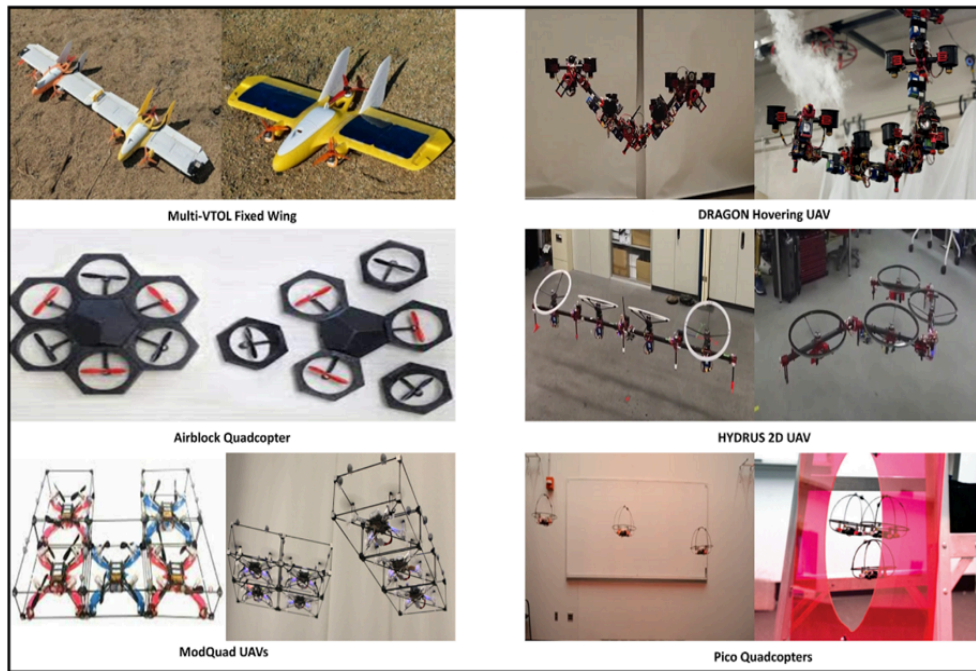 Multi-VTOL Fixed Wing
DRAGON Hovering UAV
Airblock Quadcopter
HYDRUS 2D UAV
ModQuad UAVs
Pico Quadcopters